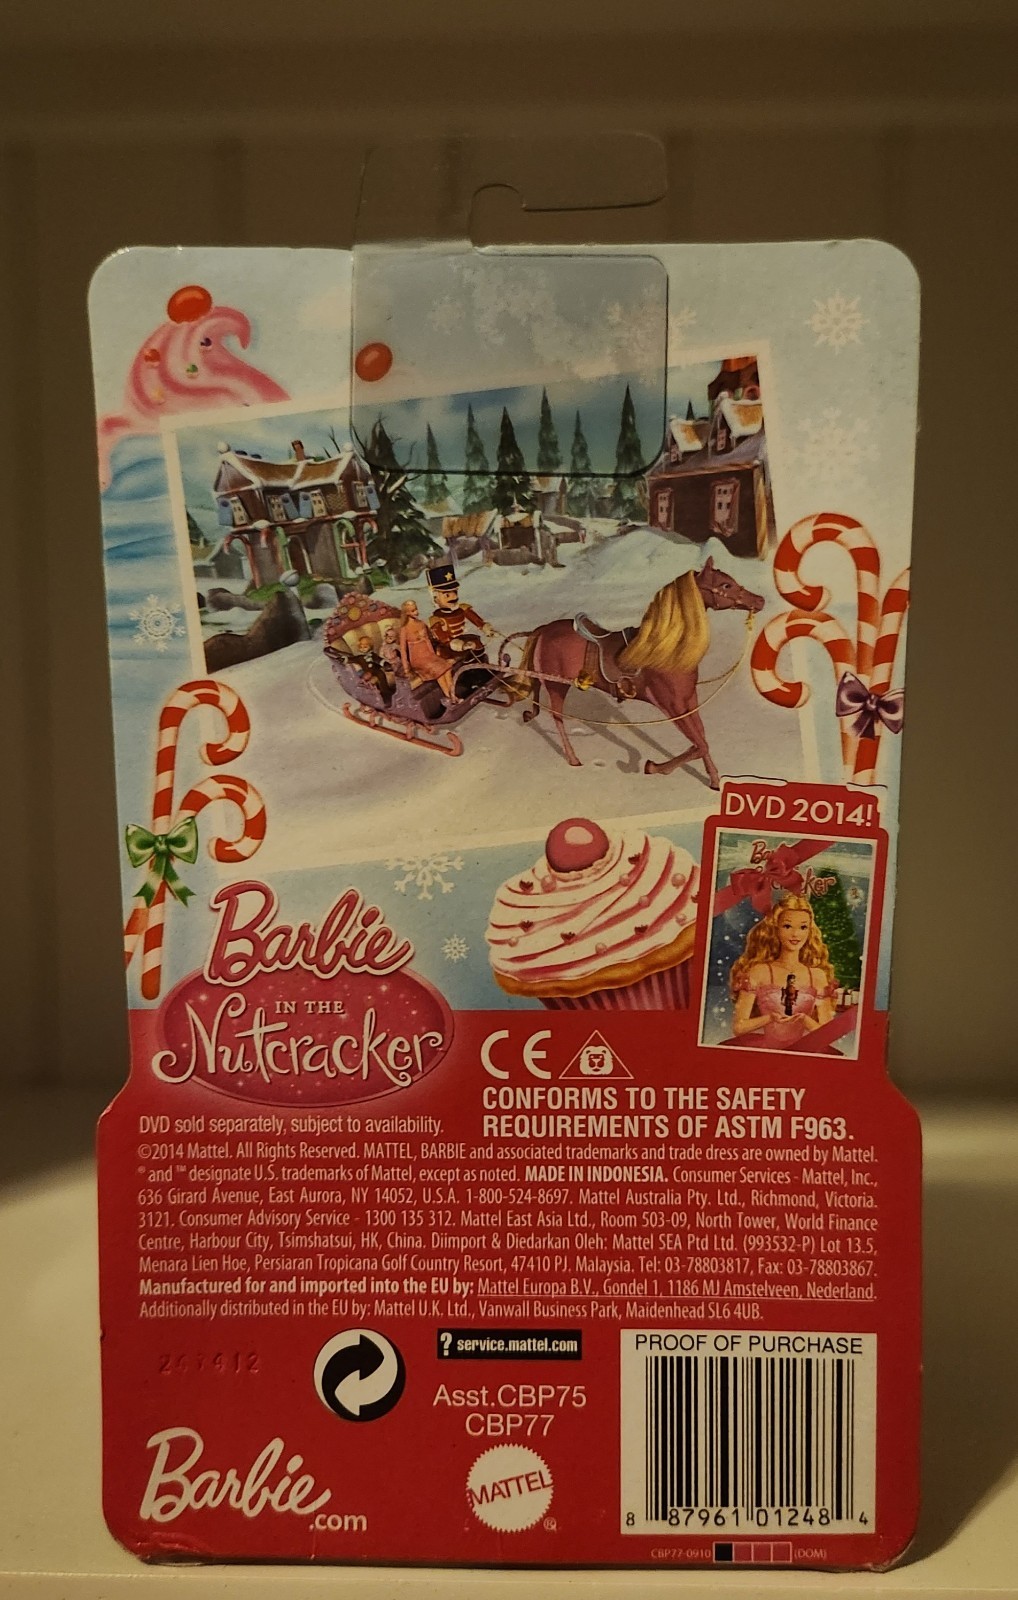 DVD 2014!
Barbie
IN THE
Nutcracker
CE
CONFORMS TO THE SAFETY
REQUIREMENTS OF ASTM F963.
DVD sold separately, subject to availability.
©2014 Mattel. All Rights Reserved. MATTEL, BARBIE and associated trademarks and trade dress are owned by Mattel.
® and ™ designate U.S. trademarks of Mattel, except as noted. MADE IN INDONESIA. Consumer Services - Mattel, Inc.,
636 Girard Avenue, East Aurora, NY 14052, U.S.A. 1-800-524-8697. Mattel Australia Pty. Ltd., Richmond, Victoria.
3121. Consumer Advisory Service - 1300 135 312. Mattel East Asia Ltd., Room 503-09, North Tower, World Finance
Centre, Harbour City, Tsimshatsui, HK, China. Diimport & Diedarkan Oleh: Mattel SEA Ptd Ltd. (993532-P) Lot 13.5,
Menara Lien Hoe, Persiaran Tropicana Golf Country Resort, 47410 PJ. Malaysia. Tel: 03-78803817, Fax: 03-78803867.
Manufactured for and imported into the EU by: Mattel Europa B.V., Gondel 1, 1186 MJ Amstelveen, Nederland.
Additionally distributed in the EU by: Mattel U.K. Ltd., Vanwall Business Park, Maidenhead SL6 4UB.
? service.mattel.com
PROOF OF PURCHASE
Asst.CBP75
CBP77
Barbie.com
MATTEL®
8 87961 01248 4
CBP77-0910 (DOM)